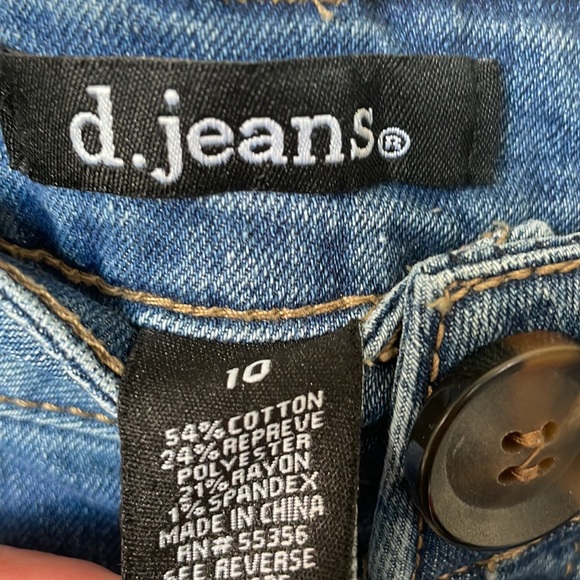 d.jeans®
10
54% COTTON
24% REPREVE
POLYESTER
21% RAYON
1% SPANDEX
MADE IN CHINA
RN# 55356
SEE REVERSE